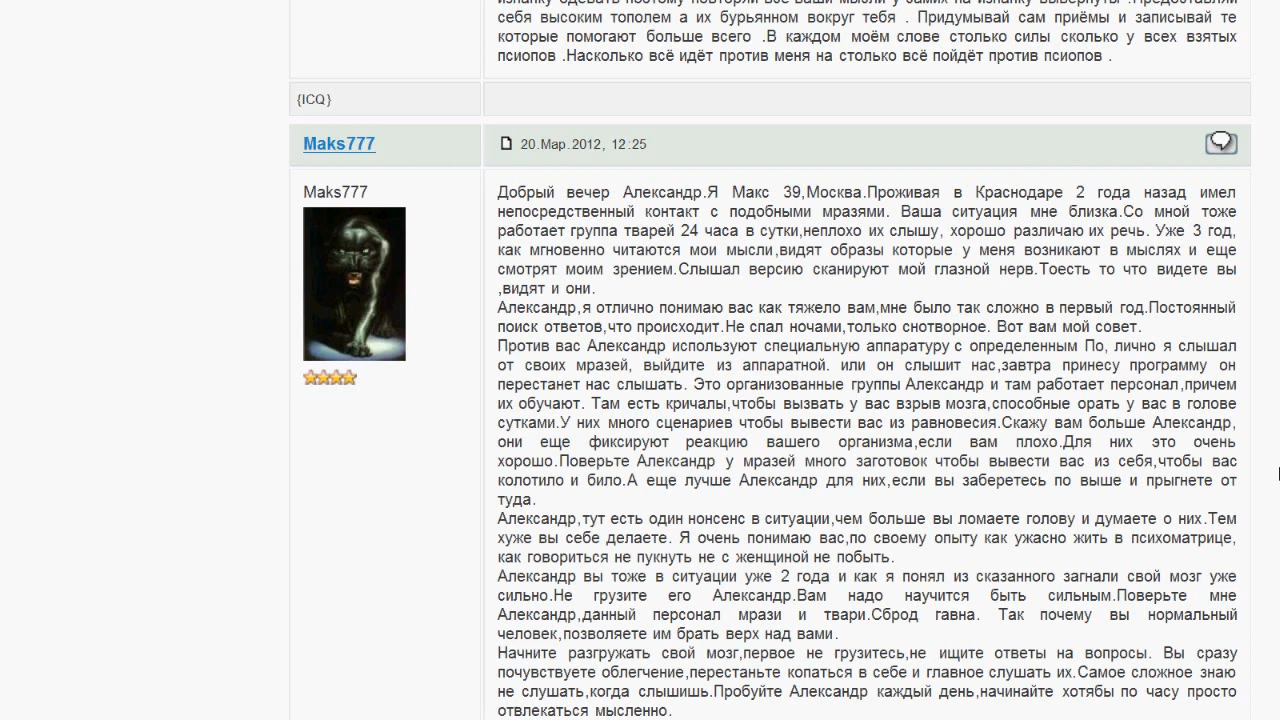 изнанку одевать поэтому повторяй все ваши мысли у самих на изнанку вывернуты .Предоставляй
себя высоким тополем а их бурьянном вокруг тебя . Придумывай сам приёмы и записывай те
которые помогают больше всего .В каждом моём слове столько силы сколько у всех взятых
псиопов .Насколько всё идёт против меня на столько всё пойдёт против псиопов .
{ICQ}
Maks777
20.Мар.2012, 12:25
Maks777
Добрый вечер Александр.Я Макс 39,Москва.Проживая в Краснодаре 2 года назад имел
непосредственный контакт с подобными мразями. Ваша ситуация мне близка.Со мной тоже
работает группа тварей 24 часа в сутки,неплохо их слышу, хорошо различаю их речь. Уже 3 год,
как мгновенно читаются мои мысли,видят образы которые у меня возникают в мыслях и еще
смотрят моим зрением.Слышал версию сканируют мой глазной нерв.Тоесть то что видете вы
,видят и они.
Александр,я отлично понимаю вас как тяжело вам,мне было так сложно в первый год.Постоянный
поиск ответов,что происходит.Не спал ночами,только снотворное. Вот вам мой совет.
Против вас Александр используют специальную аппаратуру с определенным По, лично я слышал
от своих мразей, выйдите из аппаратной. или он слышит нас,завтра принесу программу он
перестанет нас слышать. Это организованные группы Александр и там работает персонал,причем
их обучают. Там есть кричалы,чтобы вызвать у вас взрыв мозга,способные орать у вас в голове
сутками.У них много сценариев чтобы вывести вас из равновесия.Скажу вам больше Александр,
они еще фиксируют реакцию вашего организма,если вам плохо.Для них это очень
хорошо.Поверьте Александр у мразей много заготовок чтобы вывести вас из себя,чтобы вас
колотило и било.А еще лучше Александр для них,если вы заберетесь по выше и прыгнете от
туда.
Александр,тут есть один нонсенс в ситуации,чем больше вы ломаете голову и думаете о них.Тем
хуже вы себе делаете. Я очень понимаю вас,по своему опыту как ужасно жить в психоматрице,
как говориться не пукнуть не с женщиной не побыть.
Александр вы тоже в ситуации уже 2 года и как я понял из сказанного загнали свой мозг уже
сильно.Не грузите его Александр.Вам надо научится быть сильным.Поверьте мне
Александр,данный персонал мрази и твари.Сброд гавна. Так почему вы нормальный
человек,позволяете им брать верх над вами.
Начните разгружать свой мозг,первое не грузитесь,не ищите ответы на вопросы. Вы сразу
почувствуете облегчение,перестаньте копаться в себе и главное слушать их.Самое сложное знаю
не слушать,когда слышишь.Пробуйте Александр каждый день,начинайте хотябы по часу просто
отвлекаться мысленно.